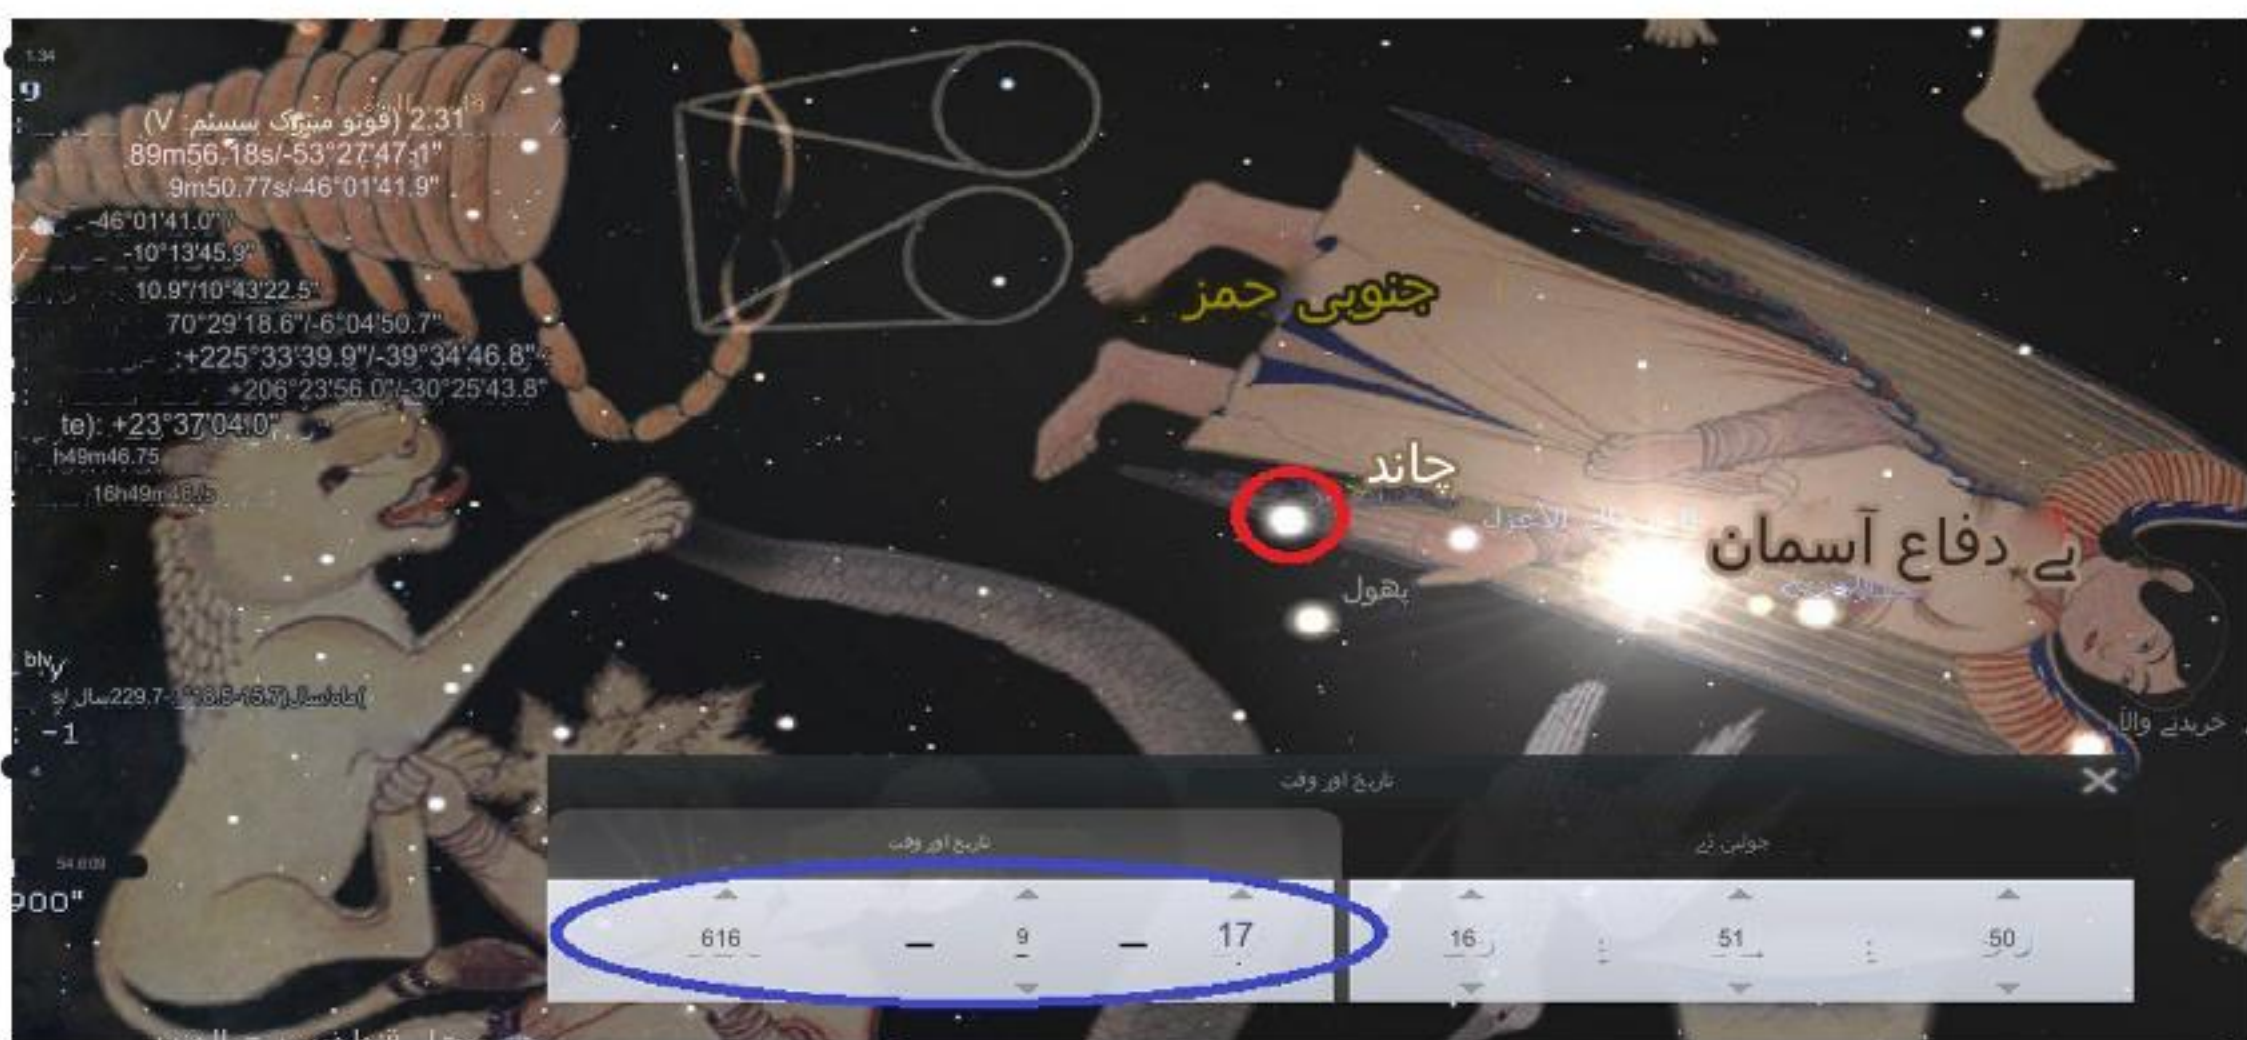 1.34
9
2.31 (فوتو میٹرک سسٹم: V)
89m56.18s/-53°27'47.1"
9m50.77s/-46°01'41.9"
-46°01'41.0"/
-10°13'45.9"
10.9"/10°43'22.5"
70°29'18.6"/-6°04'50.7"
:+225°33'39.9"/-39°34'46.8"
+206°23'56.0"/-30°25'43.8"
te): +23°37'04.0"
h49m46.75
جنوبی حمز
چاند
بے دفاع آسمان
پھول
خریدنے والا
-1
900"
تاریخ اور وقت
×
تاریخ اور وقت
جولین ڈے
616 – 9 – 17
16 : 51 : 50